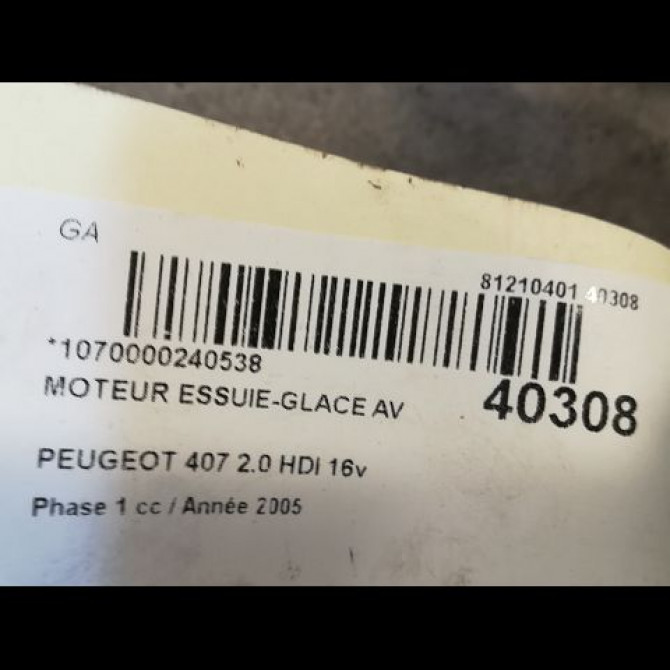 GA
81210401 40308
*1070000240538
40308
MOTEUR ESSUIE-GLACE AV
PEUGEOT 407 2.0 HDI 16v
Phase 1 cc / Année 2005